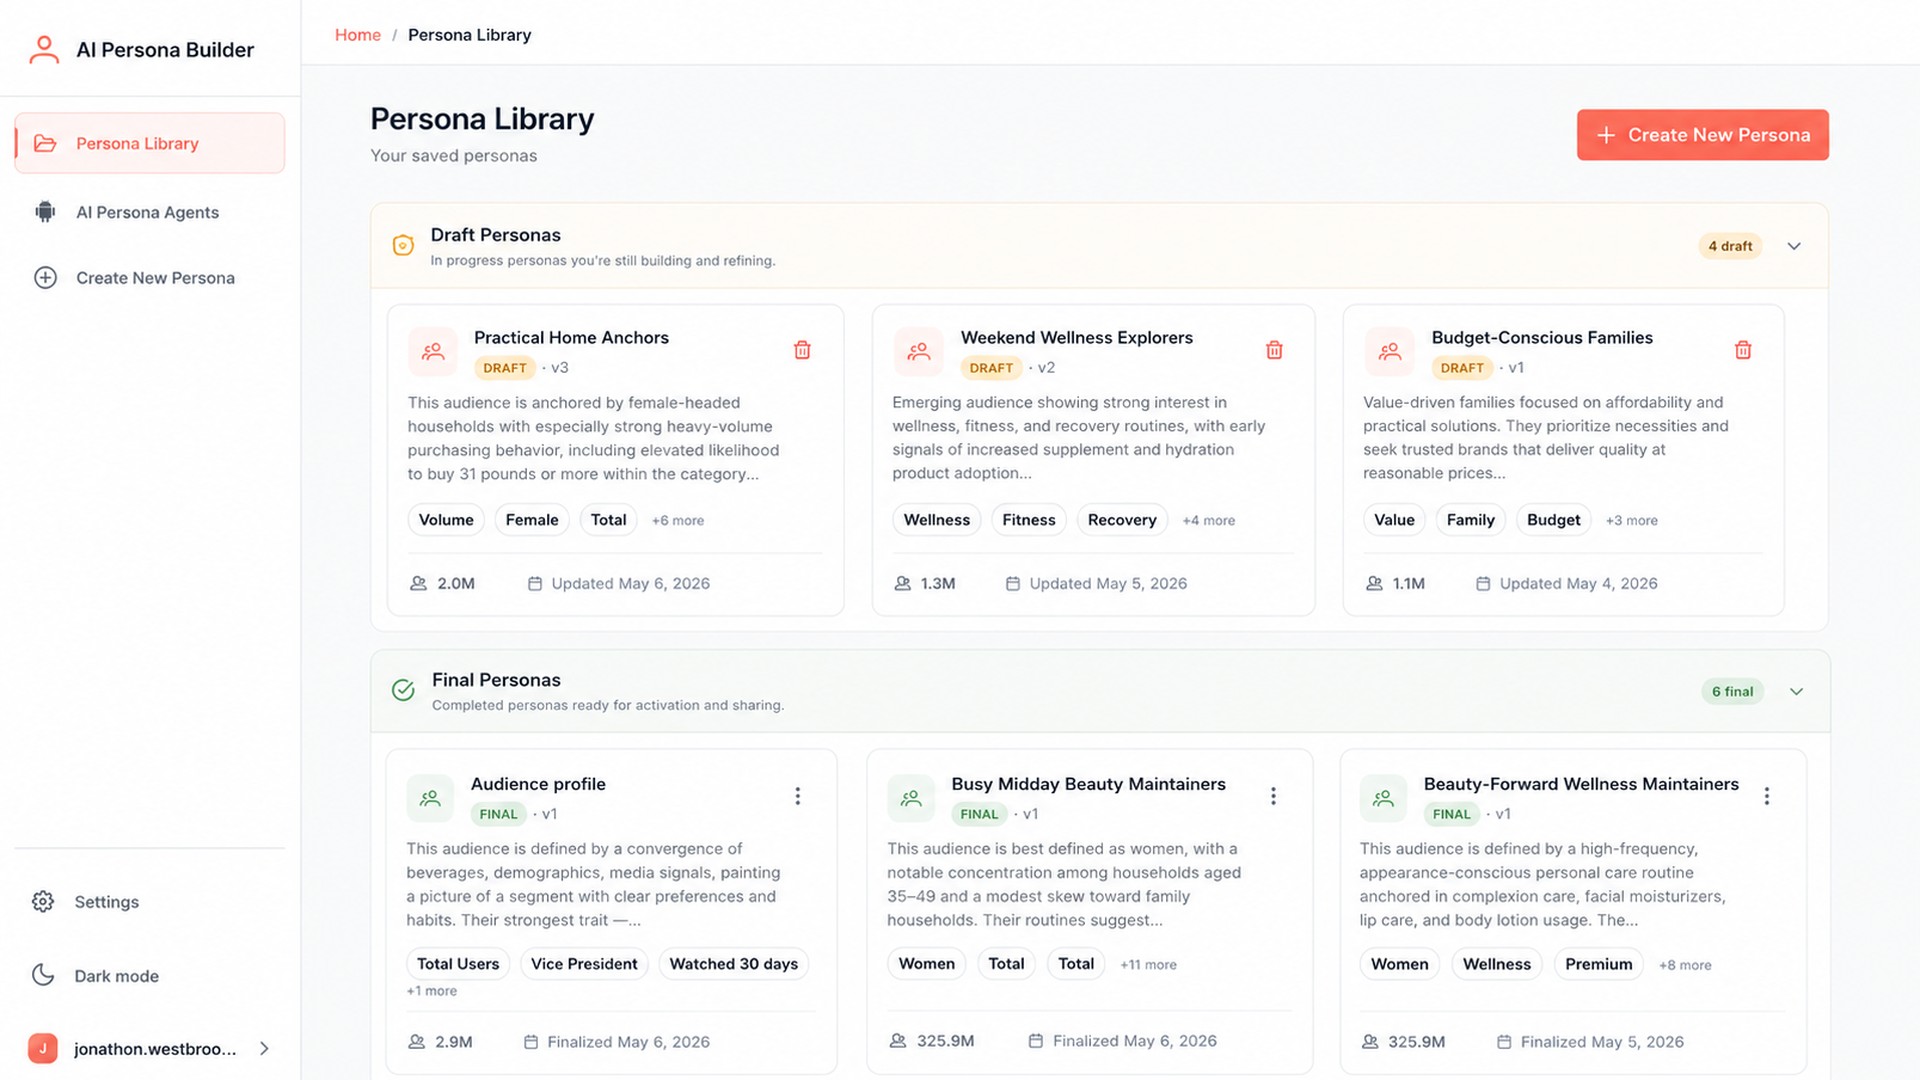 AI Persona Builder
Persona Library
AI Persona Agents
Create New Persona
Settings
Dark mode
J
jonathon.westbroo...
Home / Persona Library
Persona Library
Your saved personas
Create New Persona
Draft Personas
In progress personas you're still building and refining.
4 draft
Practical Home Anchors
DRAFT · v3
This audience is anchored by female-headed
households with especially strong heavy-volume
purchasing behavior, including elevated likelihood
to buy 31 pounds or more within the category...
Volume Female Total +6 more
2.0M Updated May 6, 2026
Weekend Wellness Explorers
DRAFT · v2
Emerging audience showing strong interest in
wellness, fitness, and recovery routines, with early
signals of increased supplement and hydration
product adoption...
Wellness Fitness Recovery +4 more
1.3M Updated May 5, 2026
Budget-Conscious Families
DRAFT · v1
Value-driven families focused on affordability and
practical solutions. They prioritize necessities and
seek trusted brands that deliver quality at
reasonable prices...
Value Family Budget +3 more
1.1M Updated May 4, 2026
Final Personas
Completed personas ready for activation and sharing.
6 final
Audience profile
FINAL · v1
This audience is defined by a convergence of
beverages, demographics, media signals, painting
a picture of a segment with clear preferences and
habits. Their strongest trait —...
Total Users Vice President Watched 30 days
+1 more
2.9M Finalized May 6, 2026
Busy Midday Beauty Maintainers
FINAL · v1
This audience is best defined as women, with a
notable concentration among households aged
35–49 and a modest skew toward family
households. Their routines suggest...
Women Total Total +11 more
325.9M Finalized May 6, 2026
Beauty-Forward Wellness Maintainers
FINAL · v1
This audience is defined by a high-frequency,
appearance-conscious personal care routine
anchored in complexion care, facial moisturizers,
lip care, and body lotion usage. The...
Women Wellness Premium +8 more
325.9M Finalized May 5, 2026